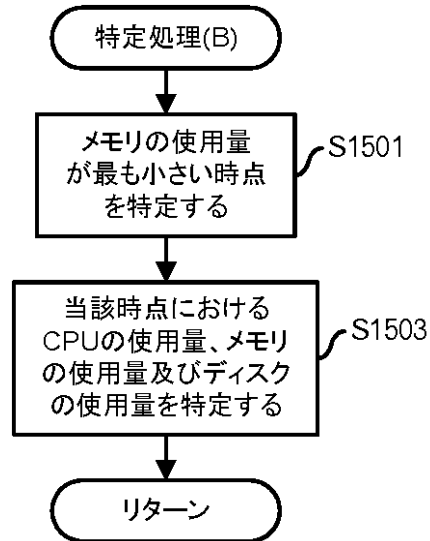 特定処理(B)
メモリの使用量
が最も小さい時点
を特定する
S1501
当該時点における
CPUの使用量、メモリ
の使用量及びディスク
の使用量を特定する
S1503
リターン